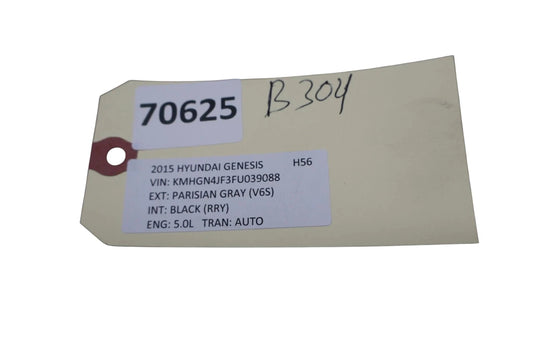 70625
B304
2015 HYUNDAI GENESIS H56
VIN: KMHGN4JF3FU039088
EXT: PARISIAN GRAY (V6S)
INT: BLACK (RRY)
ENG: 5.0L TRAN: AUTO